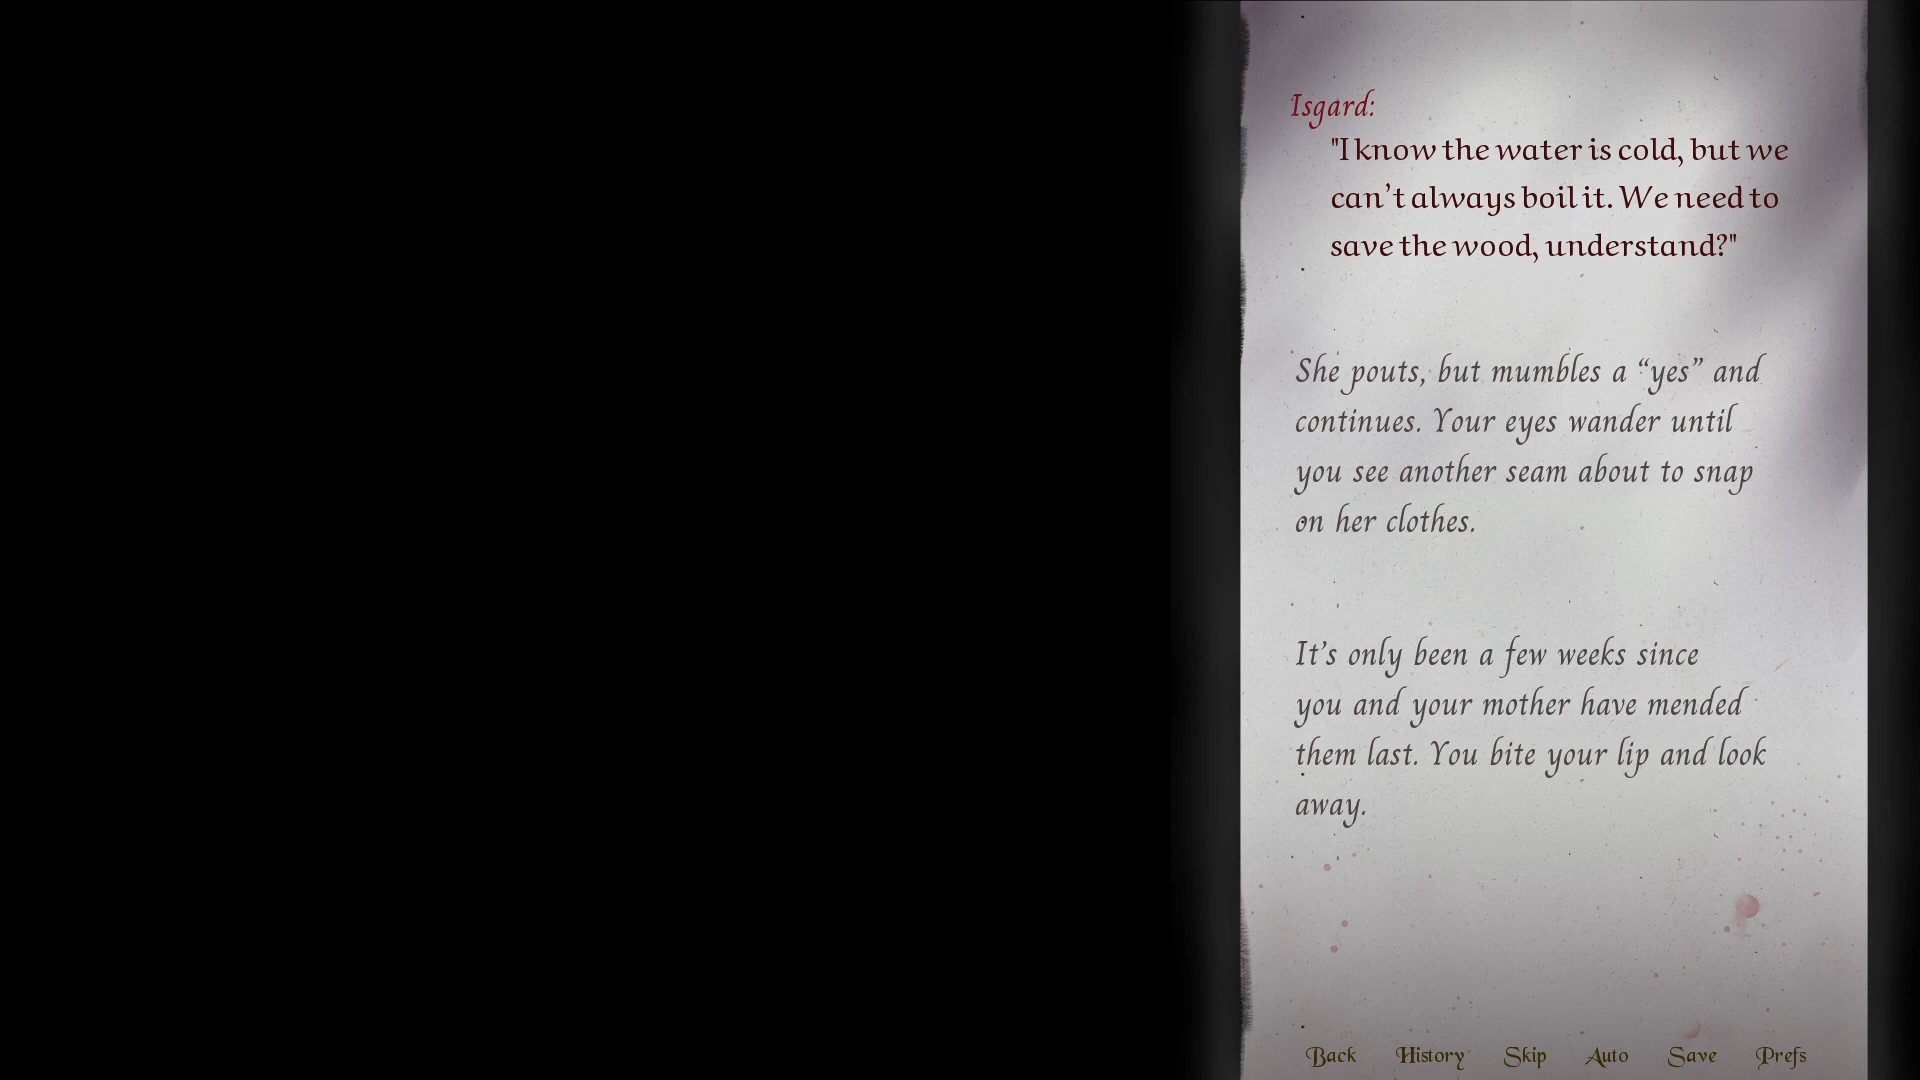 Isgard:
"I know the water is cold, but we
can’t always boil it. We need to
save the wood, understand?"
She pouts, but mumbles a “yes” and
continues. Your eyes wander until
you see another seam about to snap
on her clothes.
It’s only been a few weeks since
you and your mother have mended
them last. You bite your lip and look
away.
Back History Skip Auto Save Prefs